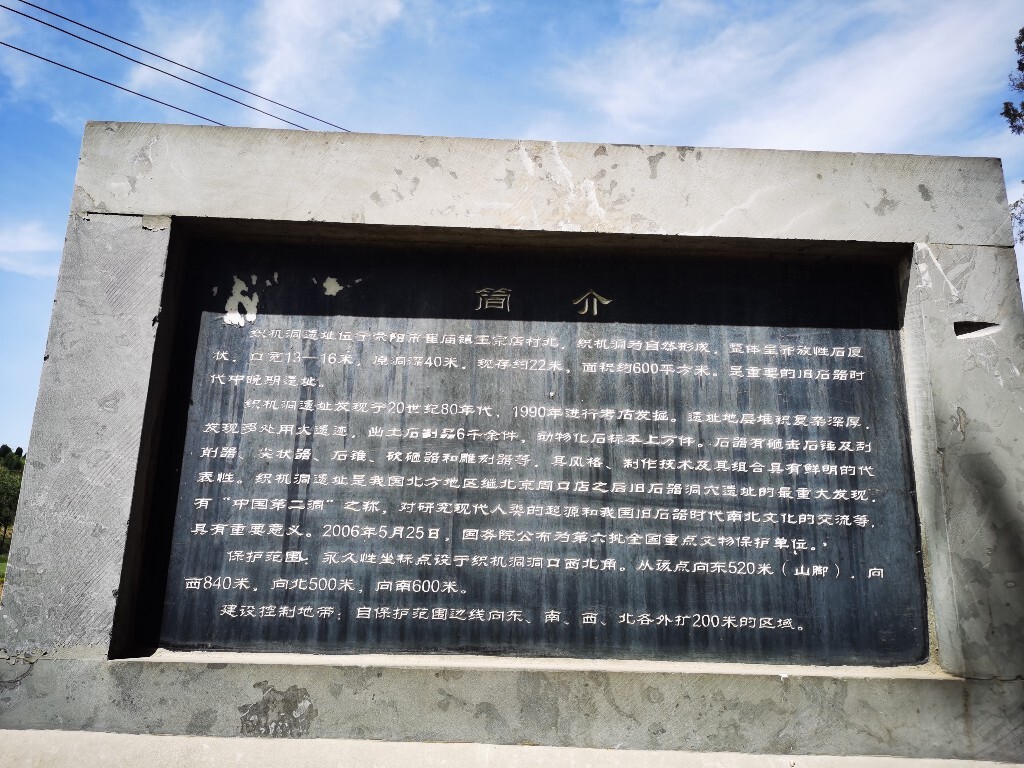 简介
织机洞遗址位于荥阳市崔庙镇王宗店村北，织机洞为自然形成，整体呈开放性石厦
伏，口宽13—16米，原洞深40米，现存约22米，面积约600平方米。是重要的旧石器时
代中晚期遗址。
织机洞遗址发现于20世纪80年代，1990年进行考古发掘。遗址地层堆积复杂深厚，
发现多处用火遗迹，出土石制品6千余件，动物化石标本上万件。石器有砸击石锤及刮
削器、尖状器、石锥、砍砸器和雕刻器等，其风格、制作技术及其组合具有鲜明的代
表性。织机洞遗址是我国北方地区继北京周口店之后旧石器洞穴遗址的最重大发现，
有“中国第二洞”之称，对研究现代人类的起源和我国旧石器时代南北文化的交流等，
具有重要意义。2006年5月25日，国务院公布为第六批全国重点文物保护单位。
保护范围：永久性坐标点设于织机洞洞口西北角。从该点向东520米（山脚），向
西840米，向北500米，向南600米。
建设控制地带：自保护范围边线向东、南、西、北各外扩200米的区域。